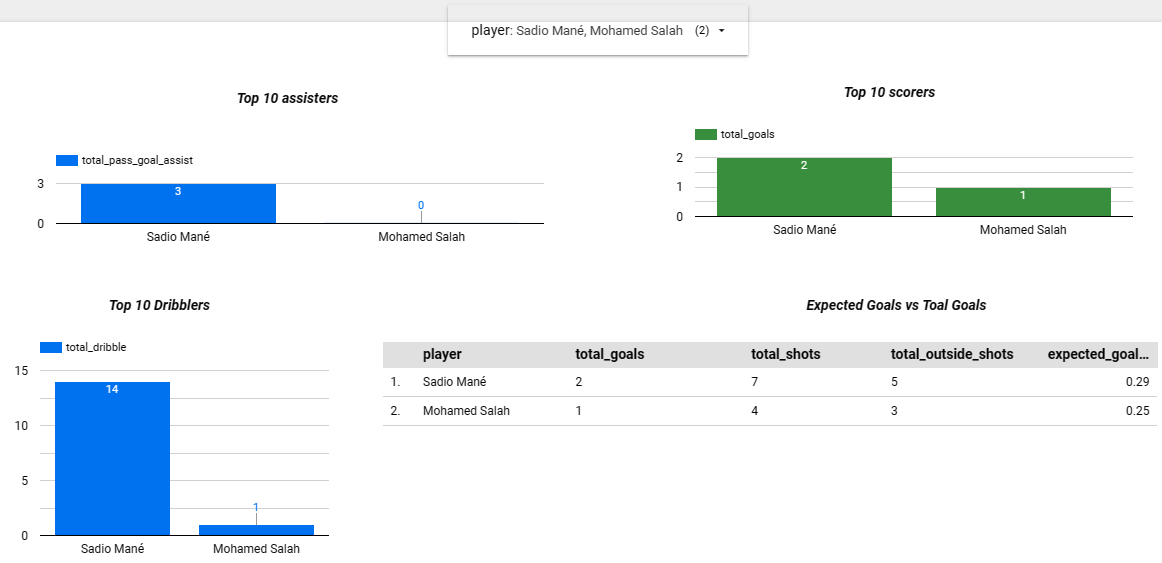 player: Sadio Mané, Mohamed Salah (2)
Top 10 assisters
total_pass_goal_assist
3
0
3
0
Sadio Mané
Mohamed Salah
Top 10 scorers
total_goals
2
1
0
2
1
Sadio Mané
Mohamed Salah
Top 10 Dribblers
total_dribble
15
10
5
0
14
1
Sadio Mané
Mohamed Salah
Expected Goals vs Toal Goals
player total_goals total_shots total_outside_shots expected_goal…
1. Sadio Mané 2 7 5 0.29
2. Mohamed Salah 1 4 3 0.25